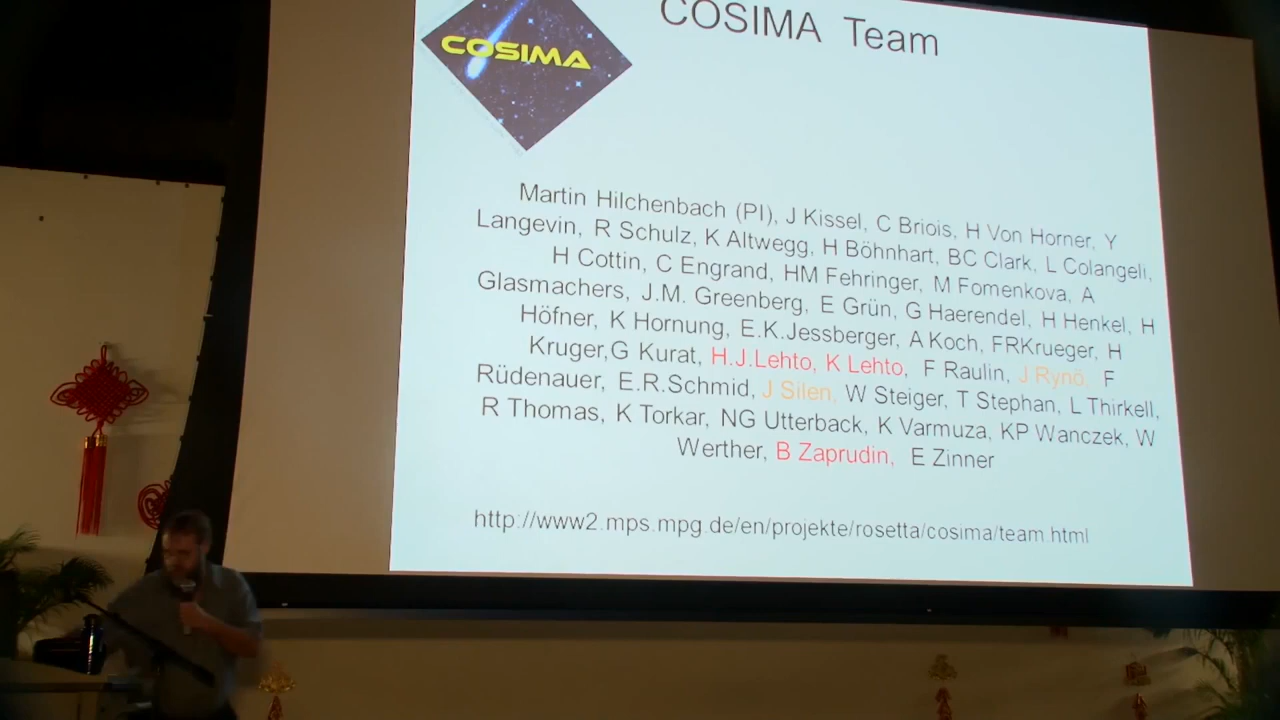 COSIMA Team
COSIMA
Martin Hilchenbach (PI), J Kissel, C Briois, H Von Horner, Y
Langevin, R Schulz, K Altwegg, H Böhnhart, BC Clark, L Colangeli,
H Cottin, C Engrand, HM Fehringer, M Fomenkova, A
Glasmachers, J.M. Greenberg, E Grün, G Haerendel, H Henkel, H
Höfner, K Hornung, E.K.Jessberger, A Koch, FRKrueger, H
Kruger,G Kurat, H.J.Lehto, K Lehto, F Raulin, J Rynö, F
Rüdenauer, E.R.Schmid, J Silen, W Steiger, T Stephan, L Thirkell,
R Thomas, K Torkar, NG Utterback, K Varmuza, KP Wanczek, W
Werther, B Zaprudin, E Zinner
http://www2.mps.mpg.de/en/projekte/rosetta/cosima/team.html